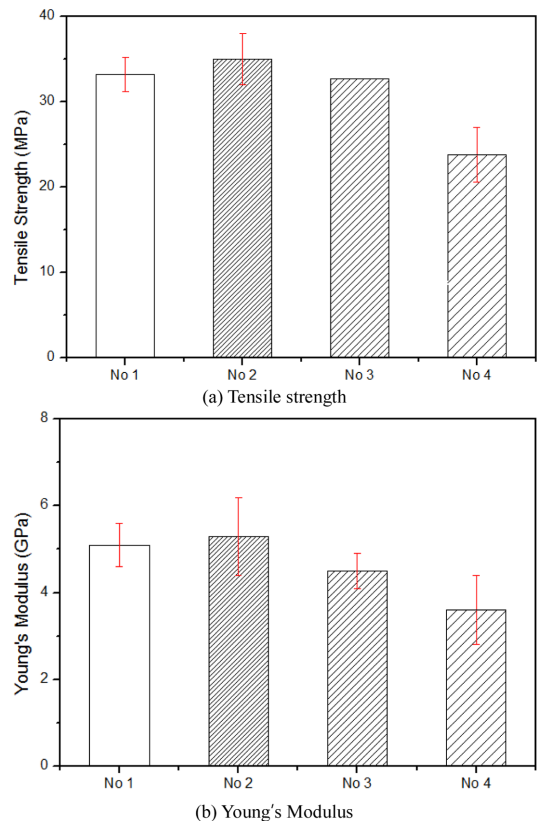 40
30
20
10
0
Tensile Strength (MPa)
No 1 No 2 No 3 No 4
(a) Tensile strength
8
6
4
2
0
Young's Modulus (GPa)
No 1 No 2 No 3 No 4
(b) Young's Modulus